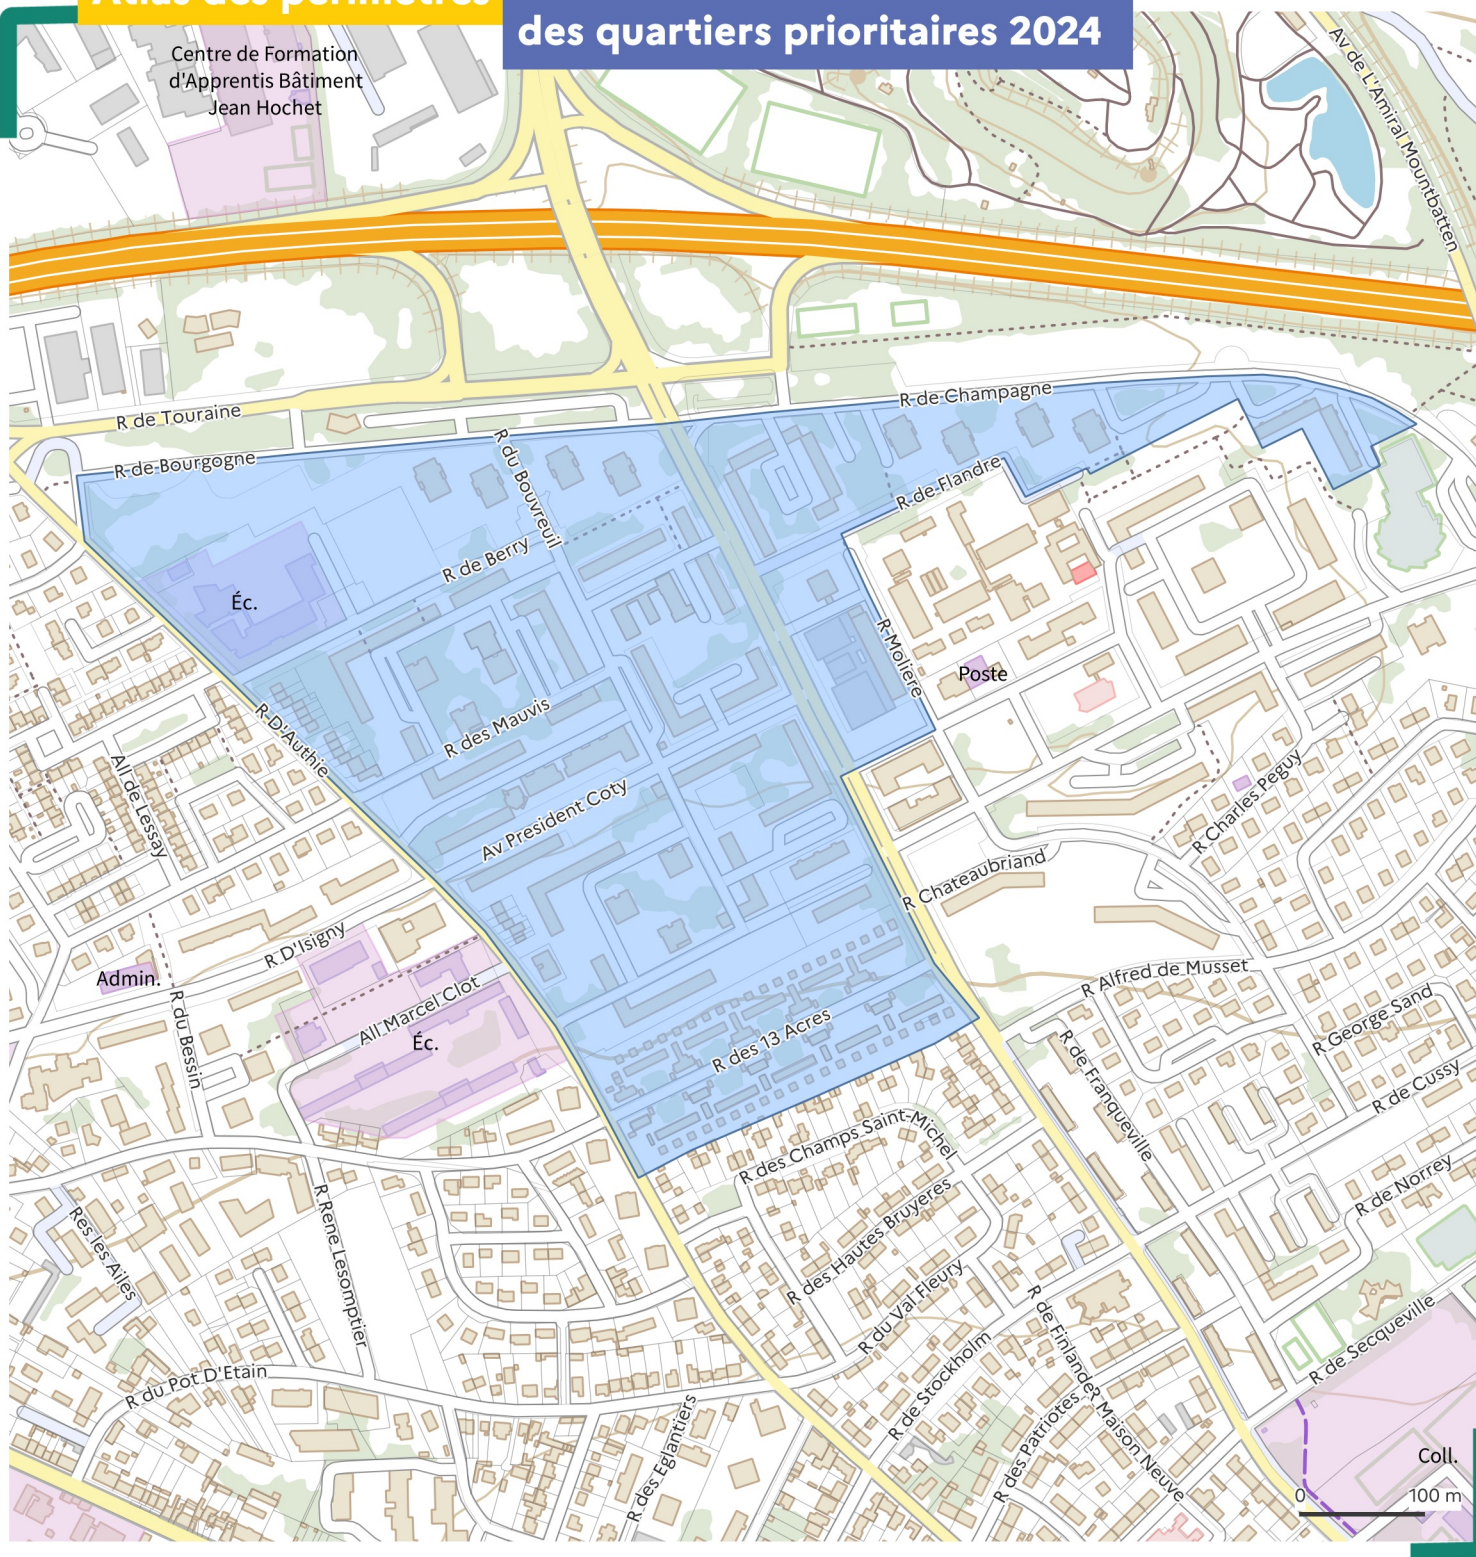 Atlas des périmètres
des quartiers prioritaires 2024
Centre de Formation
d'Apprentis Bâtiment
Jean Hochet
Av de L'Amiral Mountbatten
R de Touraine
R de Champagne
R de Bourgogne
R du Bouvreuil
R de Flandre
R de Berry
Éc.
R Moliere
Poste
R des Mauvis
R D'Authie
All de Lessay
Av President Coty
R Charles Peguy
R Chateaubriand
R D'Isigny
Admin.
R Alfred de Musset
All Marcel Clot
Éc.
R du Bessin
R des 13 Acres
R George Sand
R de Franqueville
R de Cussy
R des Champs Saint-Michel
R de Norrey
R des Hautes Bruyeres
Res les Ailes
R Rene Lesomptier
R du Val Fleury
R de Finlande
R de Stockholm
R de Secqueville
R du Pot D'Etain
R des Patriotes
R Maison Neuve
R des Eglantiers
Coll.
0 100 m